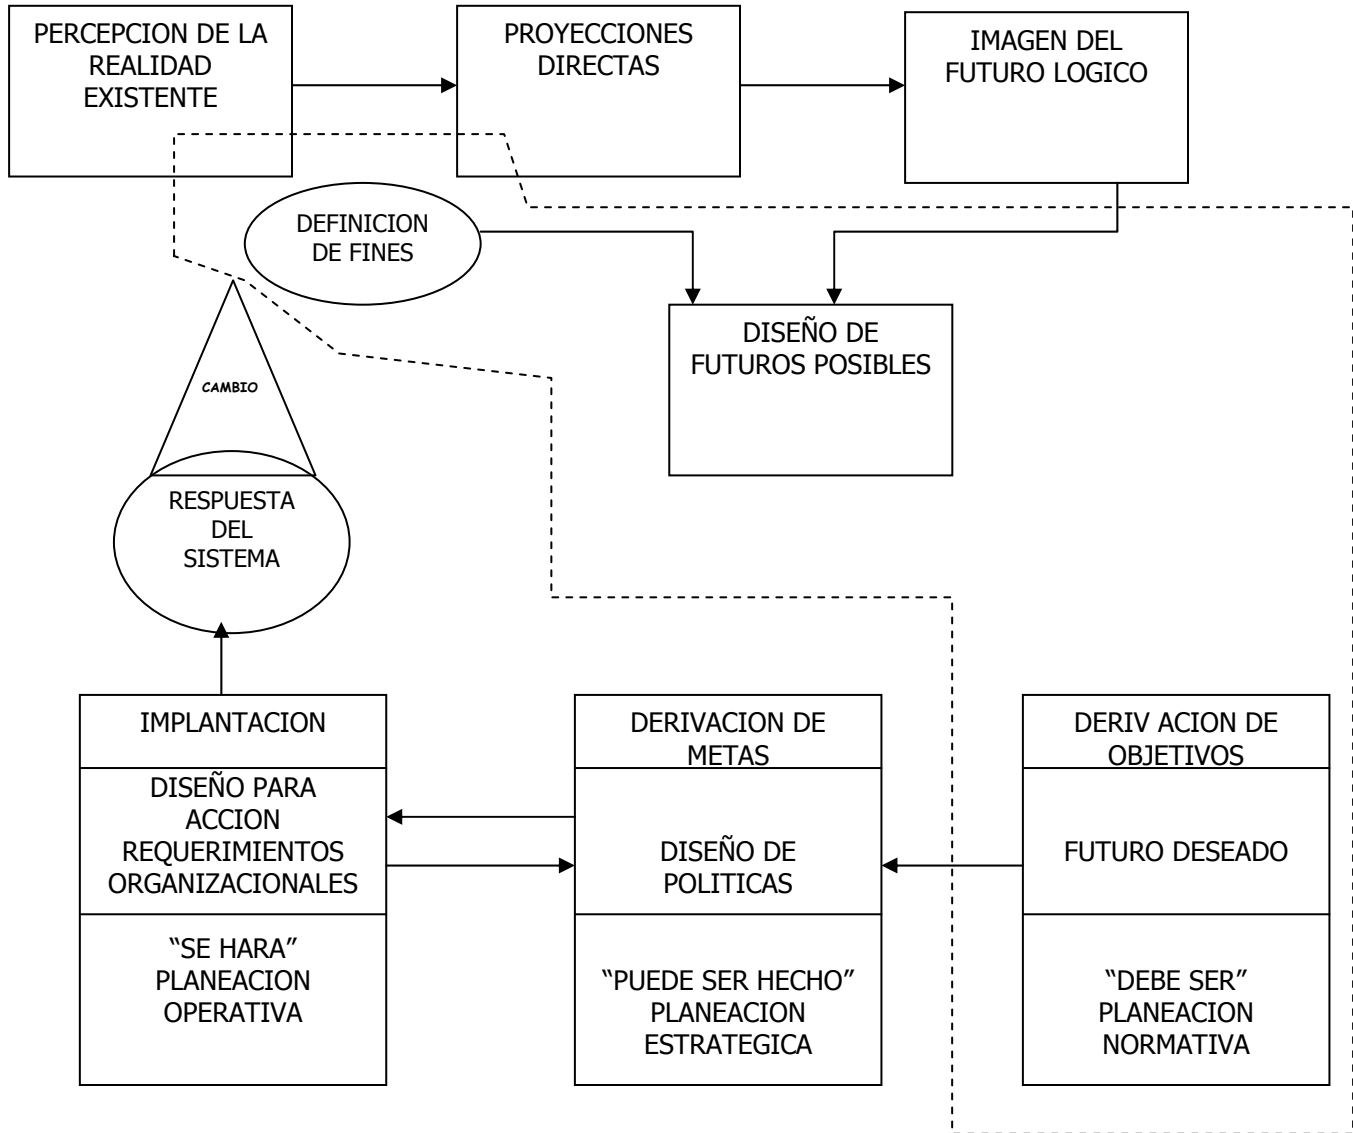 PERCEPCION DE LA
REALIDAD
EXISTENTE
PROYECCIONES
DIRECTAS
IMAGEN DEL
FUTURO LOGICO
DEFINICION
DE FINES
DISEÑO DE
FUTUROS POSIBLES
CAMBIO
RESPUESTA
DEL
SISTEMA
IMPLANTACION
DISEÑO PARA
ACCION
REQUERIMIENTOS
ORGANIZACIONALES
“SE HARA”
PLANEACION
OPERATIVA
DERIVACION DE
METAS
DISEÑO DE
POLITICAS
“PUEDE SER HECHO”
PLANEACION
ESTRATEGICA
DERIV ACION DE
OBJETIVOS
FUTURO DESEADO
“DEBE SER”
PLANEACION
NORMATIVA